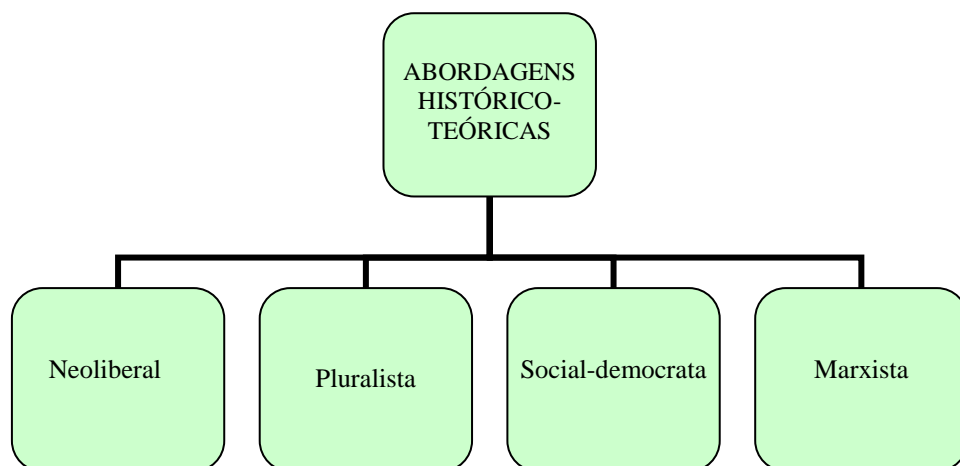 ABORDAGENS
HISTÓRICO-
TEÓRICAS
Neoliberal
Pluralista
Social-democrata
Marxista